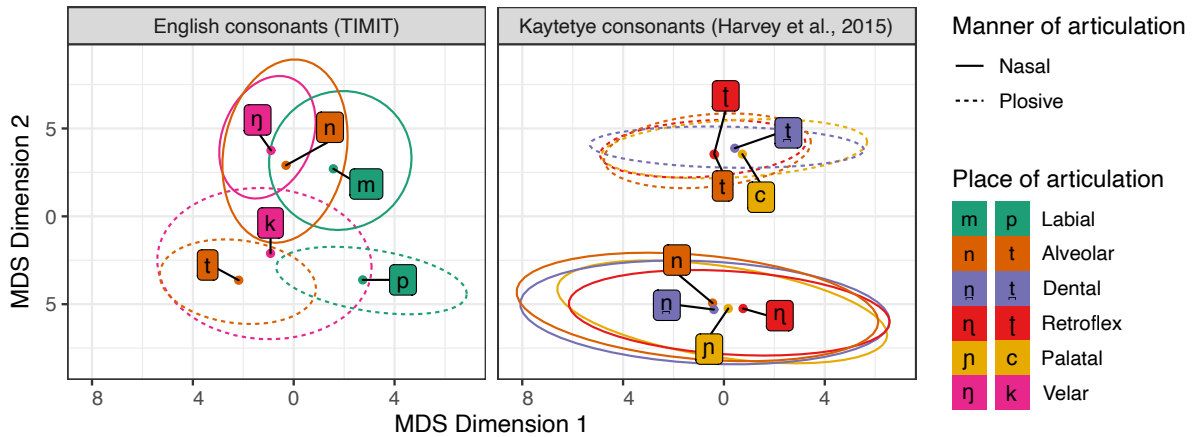 English consonants (TIMIT)
Kaytetye consonants (Harvey et al., 2015)
Manner of articulation
Nasal
Plosive
MDS Dimension 2
5
0
5
ŋ
n
m
k
t
p
ʈ
t̪
t
c
n
n̪
ɳ
ɲ
8
4
0
4
8
4
0
4
MDS Dimension 1
Place of articulation
m p Labial
n t Alveolar
n̪ t̪ Dental
ɳ ʈ Retroflex
ɲ c Palatal
ŋ k Velar